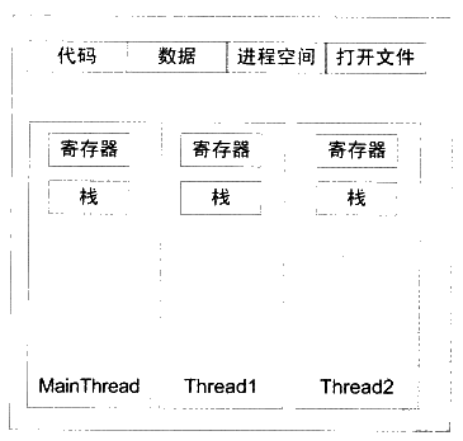 代码 数据 进程空间 打开文件
寄存器 寄存器 寄存器
栈 栈 栈
MainThread Thread1 Thread2